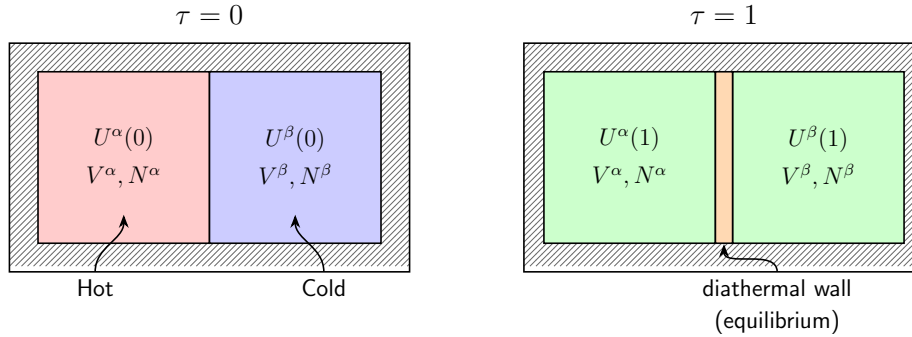 τ = 0
U^α(0)
V^α, N^α
U^β(0)
V^β, N^β
Hot
Cold
τ = 1
U^α(1)
V^α, N^α
U^β(1)
V^β, N^β
diathermal wall
(equilibrium)